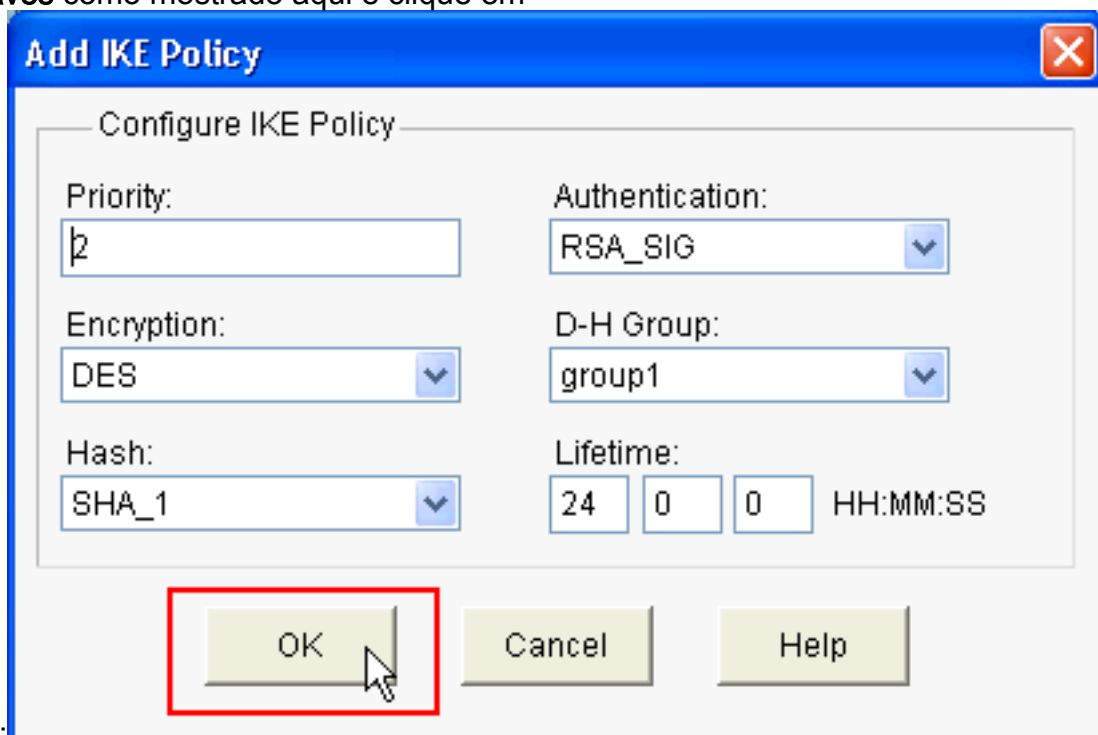 como mostrado aqui e clique em
Add IKE Policy
Configure IKE Policy
Priority:
2
Authentication:
RSA_SIG
Encryption:
DES
D-H Group:
group1
Hash:
SHA_1
Lifetime:
24 0 0 HH:MM:SS
OK Cancel Help
.